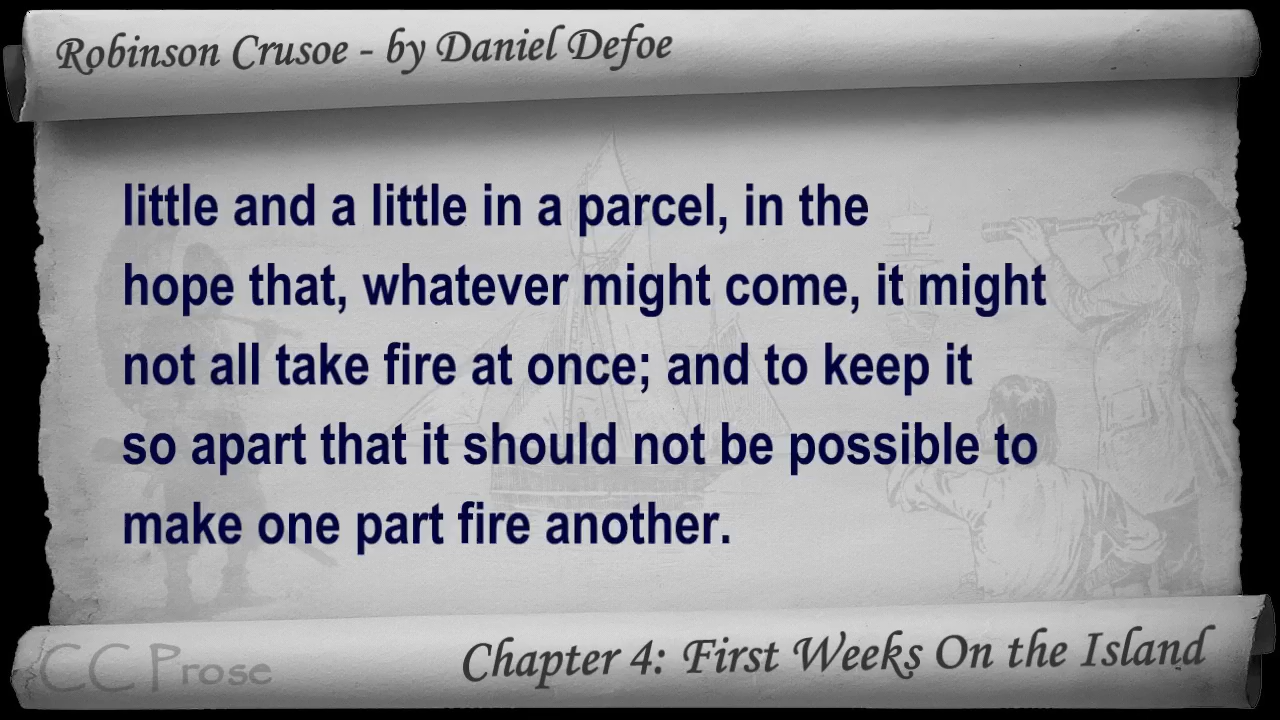 Robinson Crusoe - by Daniel Defoe
little and a little in a parcel, in the
hope that, whatever might come, it might
not all take fire at once; and to keep it
so apart that it should not be possible to
make one part fire another.
CC Prose
Chapter 4: First Weeks On the Island